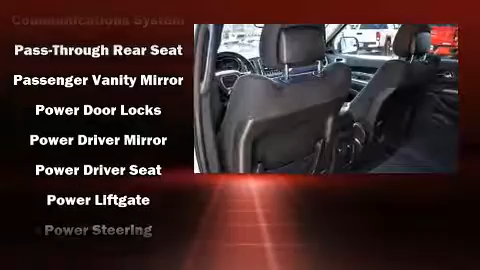 Communications System
Pass-Through Rear Seat
Passenger Vanity Mirror
Power Door Locks
Power Driver Mirror
Power Driver Seat
Power Liftgate
Power Steering